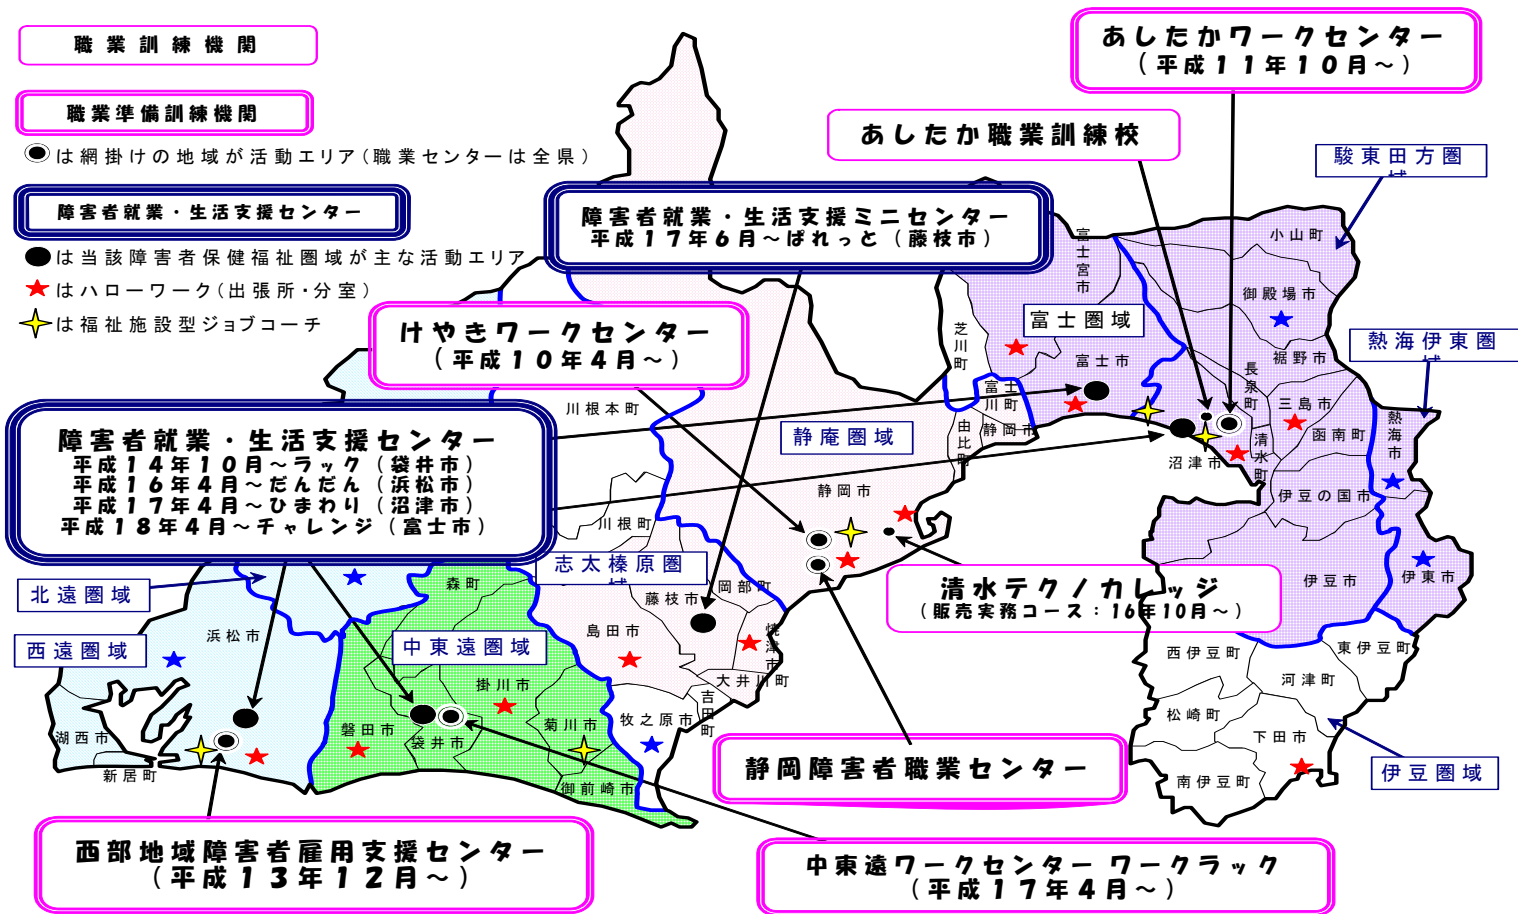 職業訓練機関
職業準備訓練機関
は網掛けの地域が活動エリア(職業センターは全県)
障害者就業・生活支援センター
は当該障害者保健福祉圏域が主な活動エリア
はハローワーク(出張所・分室)
は福祉施設型ジョブコーチ
あしたかワークセンター
(平成11年10月～)
あしたか職業訓練校
障害者就業・生活支援ミニセンター
平成17年6月～ぱれっと(藤枝市)
けやきワークセンター
(平成10年4月～)
障害者就業・生活支援センター
平成14年10月～ラック(袋井市)
平成16年4月～だんだん(浜松市)
平成17年4月～ひまわり(沼津市)
平成18年4月～チャレンジ(富士市)
駿東田方圏
小山町
富士宮市
御殿場市
富士圏域
熱海伊東圏
芝川町
富士市
裾野市
長泉町
富士川町
三島市
熱海市
川根本町
静庵圏域
由比町
静岡市
函南町
清水町
沼津市
静岡市
伊豆の国市
川根町
志太榛原圏
岡部町
清水テクノカレッジ
(販売実務コース：16年10月～)
伊豆市
伊東市
北遠圏域
森町
藤枝市
浜松市
西遠圏域
中東遠圏域
島田市
焼津市
大井川町
西伊豆町
東伊豆町
河津町
掛川市
吉田町
牧之原市
松崎町
湖西市
磐田市
袋井市
菊川市
下田市
新居町
御前崎市
静岡障害者職業センター
南伊豆町
伊豆圏域
西部地域障害者雇用支援センター
(平成13年12月～)
中東遠ワークセンター ワークラック
(平成17年4月～)